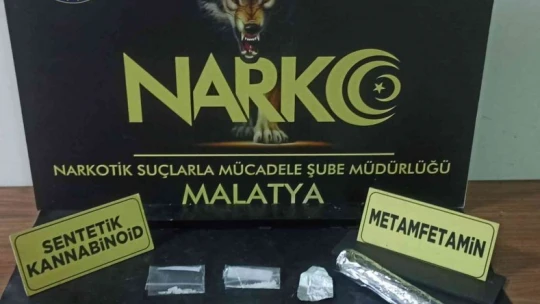 NARKO
NARKOTİK SUÇLARLA MÜCADELE ŞUBE MÜDÜRLÜĞÜ
MALATYA
SENTETİK
KANNABİNOİD
METAMFETAMİN